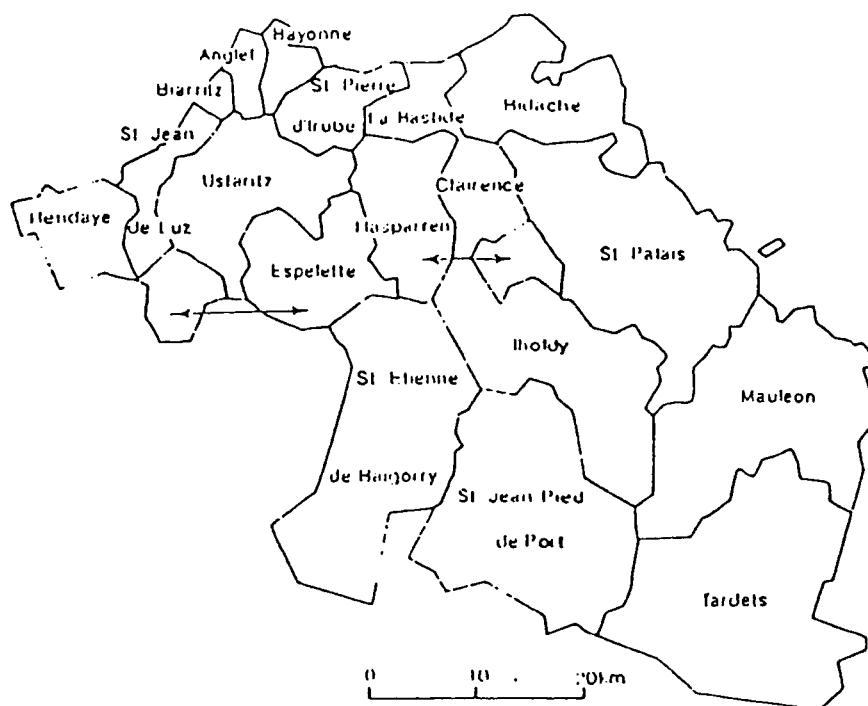 Bayonne
Anglet
Biarritz
St Pierre
d'Irube
La Bastide
Bidache
St Jean
Ustaritz
Clairence
Hendaye
de Luz
Hasparren
Espelette
St Palais
Iholdy
St Etienne
Mauleon
de Baigorry
St Jean Pied
de Port
Tardets
0 10 20km